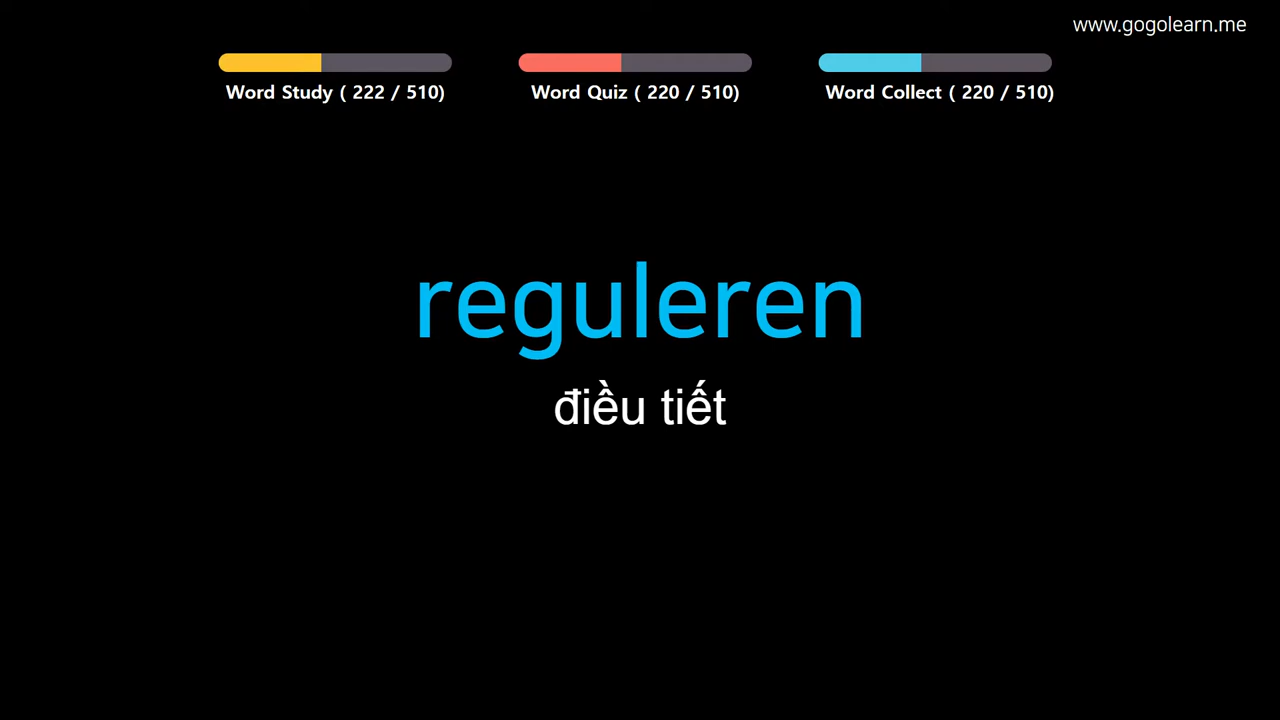 www.gogolearn.me
Word Study ( 222 / 510)
Word Quiz ( 220 / 510)
Word Collect ( 220 / 510)
reguleren
điều tiết